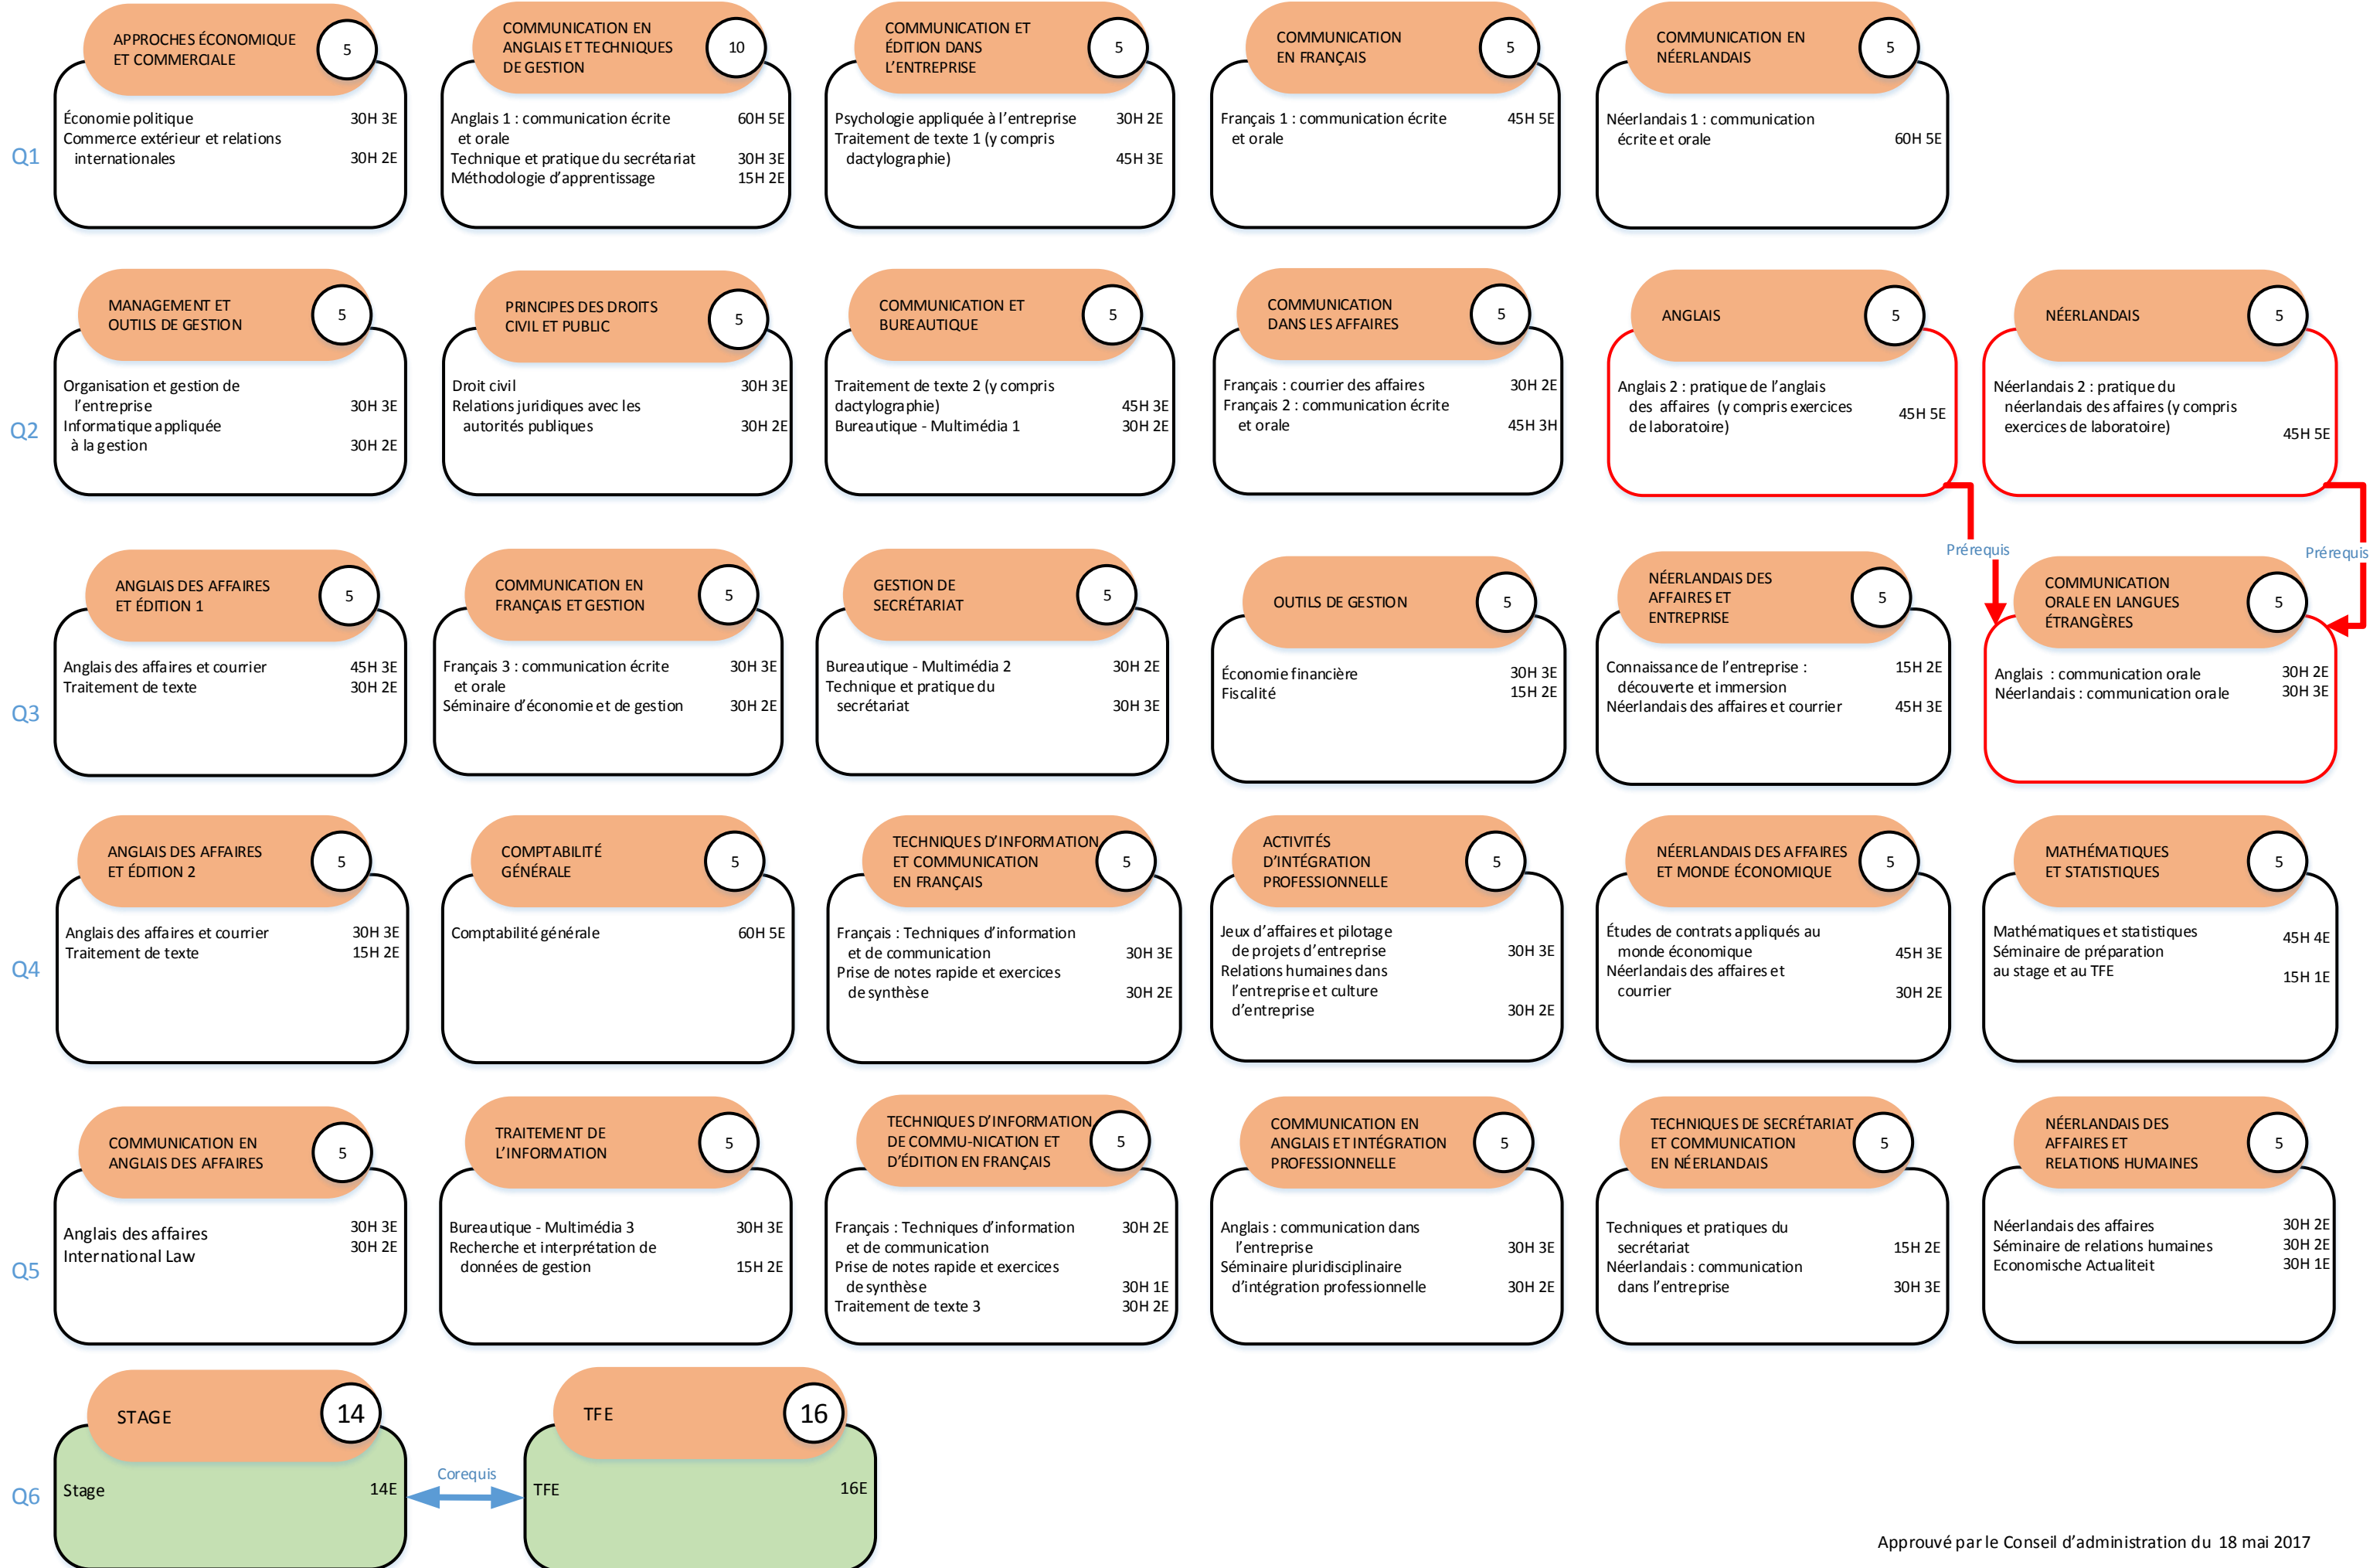 Q1
APPROCHES ÉCONOMIQUE
ET COMMERCIALE
5
Économie politique 30H 3E
Commerce extérieur et relations
internationales 30H 2E
COMMUNICATION EN
ANGLAIS ET TECHNIQUES
DE GESTION
10
Anglais 1 : communication écrite 60H 5E
et orale
Technique et pratique du secrétariat 30H 3E
Méthodologie d'apprentissage 15H 2E
COMMUNICATION ET
ÉDITION DANS
L'ENTREPRISE
5
Psychologie appliquée à l'entreprise 30H 2E
Traitement de texte 1 (y compris
dactylographie) 45H 3E
COMMUNICATION
EN FRANÇAIS
5
Français 1 : communication écrite 45H 5E
et orale
COMMUNICATION EN
NÉERLANDAIS
5
Néerlandais 1 : communication
écrite et orale 60H 5E
Q2
MANAGEMENT ET
OUTILS DE GESTION
5
Organisation et gestion de
l'entreprise 30H 3E
Informatique appliquée
à la gestion 30H 2E
PRINCIPES DES DROITS
CIVIL ET PUBLIC
5
Droit civil 30H 3E
Relations juridiques avec les
autorités publiques 30H 2E
COMMUNICATION ET
BUREAUTIQUE
5
Traitement de texte 2 (y compris
dactylographie) 45H 3E
Bureautique - Multimédia 1 30H 2E
COMMUNICATION
DANS LES AFFAIRES
5
Français : courrier des affaires 30H 2E
Français 2 : communication écrite
et orale 45H 3H
ANGLAIS
5
Anglais 2 : pratique de l'anglais
des affaires (y compris exercices 45H 5E
de laboratoire)
NÉERLANDAIS
5
Néerlandais 2 : pratique du
néerlandais des affaires (y compris
exercices de laboratoire) 45H 5E
Prérequis
Prérequis
Q3
ANGLAIS DES AFFAIRES
ET ÉDITION 1
5
Anglais des affaires et courrier 45H 3E
Traitement de texte 30H 2E
COMMUNICATION EN
FRANÇAIS ET GESTION
5
Français 3 : communication écrite 30H 3E
et orale
Séminaire d'économie et de gestion 30H 2E
GESTION DE
SECRÉTARIAT
5
Bureautique - Multimédia 2 30H 2E
Technique et pratique du
secrétariat 30H 3E
OUTILS DE GESTION
5
Économie financière 30H 3E
Fiscalité 15H 2E
NÉERLANDAIS DES
AFFAIRES ET
ENTREPRISE
5
Connaissance de l'entreprise : 15H 2E
découverte et immersion
Néerlandais des affaires et courrier 45H 3E
COMMUNICATION
ORALE EN LANGUES
ÉTRANGÈRES
5
Anglais : communication orale 30H 2E
Néerlandais : communication orale 30H 3E
Q4
ANGLAIS DES AFFAIRES
ET ÉDITION 2
5
Anglais des affaires et courrier 30H 3E
Traitement de texte 15H 2E
COMPTABILITÉ
GÉNÉRALE
5
Comptabilité générale 60H 5E
TECHNIQUES D'INFORMATION
ET COMMUNICATION
EN FRANÇAIS
5
Français : Techniques d'information
et de communication 30H 3E
Prise de notes rapide et exercices
de synthèse 30H 2E
ACTIVITÉS
D'INTÉGRATION
PROFESSIONNELLE
5
Jeux d'affaires et pilotage
de projets d'entreprise 30H 3E
Relations humaines dans
l'entreprise et culture
d'entreprise 30H 2E
NÉERLANDAIS DES AFFAIRES
ET MONDE ÉCONOMIQUE
5
Études de contrats appliqués au
monde économique 45H 3E
Néerlandais des affaires et
courrier 30H 2E
MATHÉMATIQUES
ET STATISTIQUES
5
Mathématiques et statistiques 45H 4E
Séminaire de préparation
au stage et au TFE 15H 1E
Q5
COMMUNICATION EN
ANGLAIS DES AFFAIRES
5
Anglais des affaires 30H 3E
International Law 30H 2E
TRAITEMENT DE
L'INFORMATION
5
Bureautique - Multimédia 3 30H 3E
Recherche et interprétation de
données de gestion 15H 2E
TECHNIQUES D'INFORMATION
DE COMMU-NICATION ET
D'ÉDITION EN FRANÇAIS
5
Français : Techniques d'information 30H 2E
et de communication
Prise de notes rapide et exercices
de synthèse 30H 1E
Traitement de texte 3 30H 2E
COMMUNICATION EN
ANGLAIS ET INTÉGRATION
PROFESSIONNELLE
5
Anglais : communication dans
l'entreprise 30H 3E
Séminaire pluridisciplinaire
d'intégration professionnelle 30H 2E
TECHNIQUES DE SECRÉTARIAT
ET COMMUNICATION
EN NÉERLANDAIS
5
Techniques et pratiques du
secrétariat 15H 2E
Néerlandais : communication
dans l'entreprise 30H 3E
NÉERLANDAIS DES
AFFAIRES ET
RELATIONS HUMAINES
5
Néerlandais des affaires 30H 2E
Séminaire de relations humaines 30H 2E
Economische Actualiteit 30H 1E
Q6
STAGE
14
Stage 14E
Corequis
TFE
16
TFE 16E
Approuvé par le Conseil d'administration du 18 mai 2017